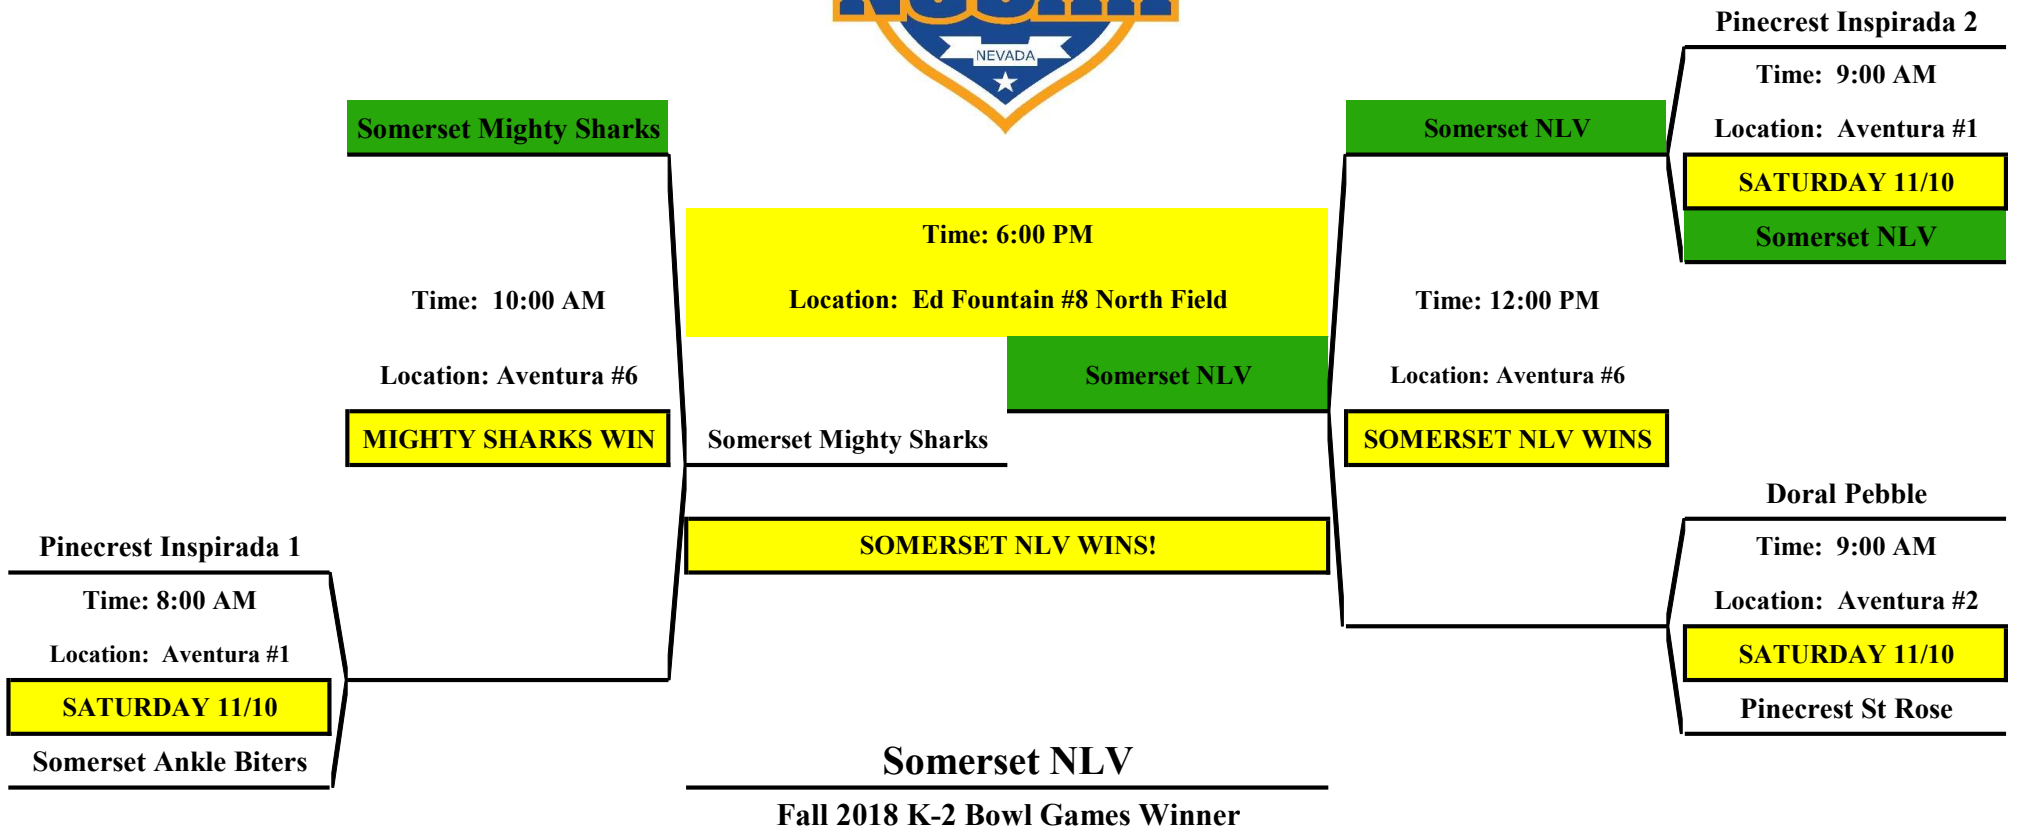 NEVADA
Pinecrest Inspirada 2
Time: 9:00 AM
Somerset Mighty Sharks
Somerset NLV
Location: Aventura #1
SATURDAY 11/10
Time: 6:00 PM
Somerset NLV
Time: 10:00 AM
Location: Ed Fountain #8 North Field
Time: 12:00 PM
Location: Aventura #6
Somerset NLV
Location: Aventura #6
MIGHTY SHARKS WIN
Somerset Mighty Sharks
SOMERSET NLV WINS
Doral Pebble
Pinecrest Inspirada 1
SOMERSET NLV WINS!
Time: 9:00 AM
Time: 8:00 AM
Location: Aventura #2
Location: Aventura #1
SATURDAY 11/10
SATURDAY 11/10
Pinecrest St Rose
Somerset Ankle Biters
Somerset NLV
Fall 2018 K-2 Bowl Games Winner